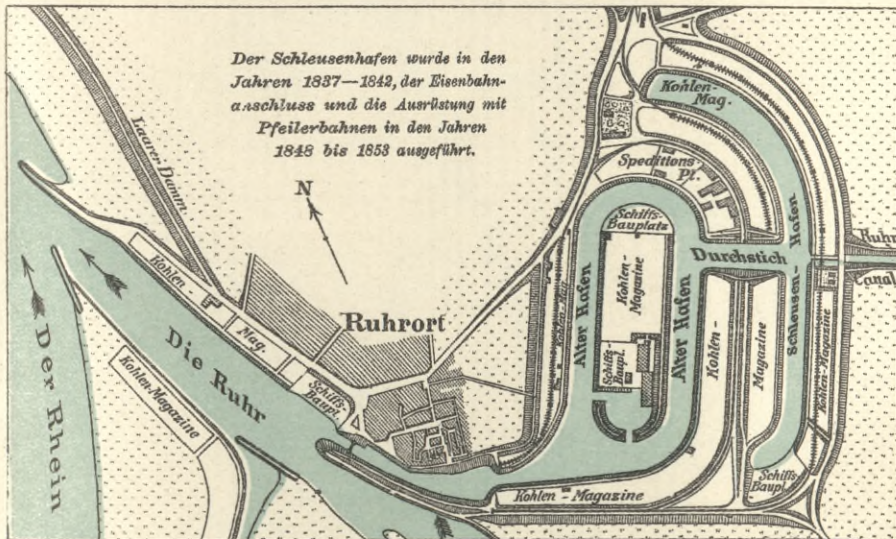 Der Schleusenhafen wurde in den
Jahren 1837—1842, der Eisenbahn-
anschluss und die Ausrüstung mit
Pfeilerbahnen in den Jahren
1848 bis 1853 ausgeführt.
N
Laarer Damm
Kohlen-
Mag.
Speditions
Pl.
Schiffs-
Bauplatz
Ruhr
Durchstich
Canal
Schleusen-Hafen
Kohlen-Magazine
Alter Hafen
Kohlen-Mag.
Alter Hafen
Kohlen-
Magazine
Kohlen-Magazine
Schiffs-
Baupl.
Ruhrort
Kohlen-
Mag.
Schiffs-
Baupl.
Die Ruhr
Kohlen-Magazine
Der Rhein
Kohlen-Magazine
Schiffs-
Baupl.